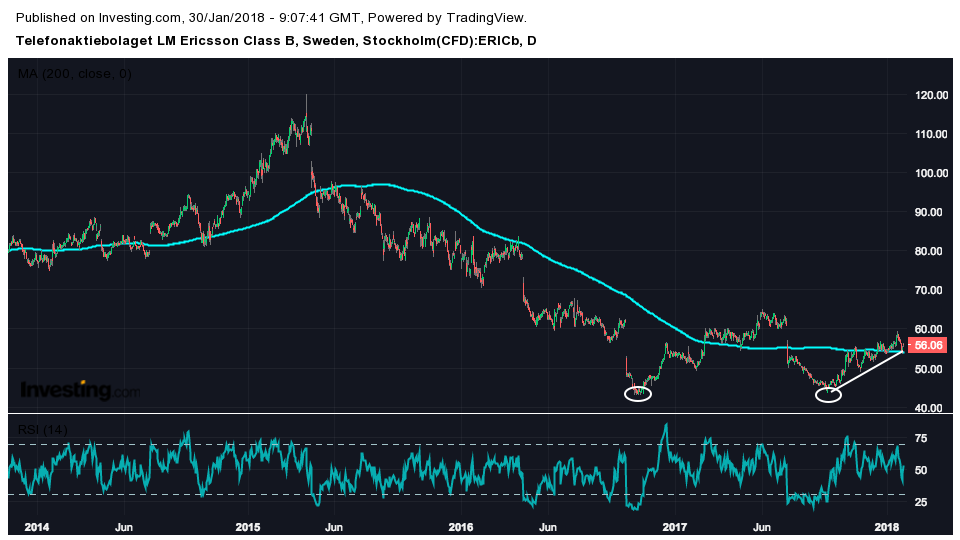 Published on Investing.com, 30/Jan/2018 - 9:07:41 GMT, Powered by TradingView.
Telefonaktiebolaget LM Ericsson Class B, Sweden, Stockholm(CFD):ERICb, D
MA (200, close, 0)
120.00
110.00
100.00
90.00
80.00
70.00
60.00
56.06
50.00
Investing.com
40.00
RSI (14)
75
50
25
2014 Jun 2015 Jun 2016 Jun 2017 Jun 2018